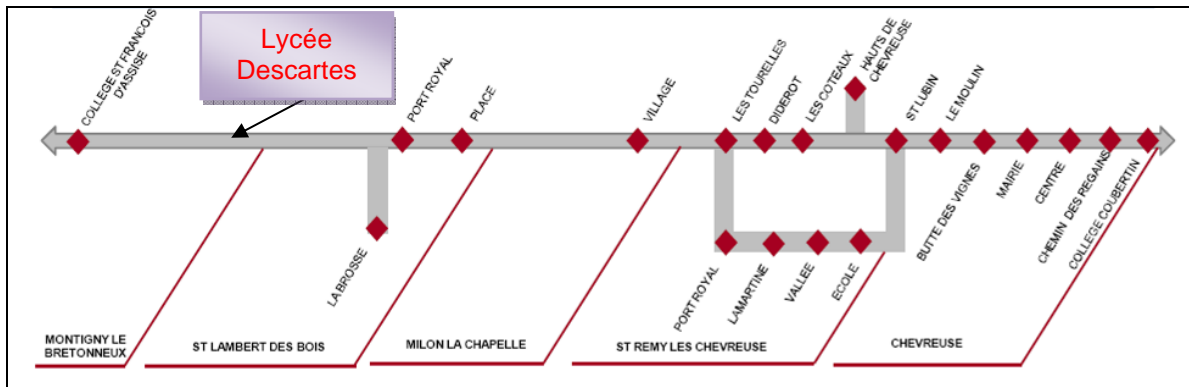 Lycée
Descartes
COLLEGE ST FRANCOIS
D'ASSISE
PORT ROYAL
PLACE
VILLAGE
LES TOURELLES
DIDEROT
LES COTEAUX
HAUTS DE
CHEVREUSE
ST LUBIN
LE MOULIN
LA BROSSE
PORT ROYAL
LAMARTINE
VALLEE
ECOLE
BUTTE DES VIGNES
MAIRIE
CENTRE
CHEMIN DES REGAINS
COLLEGE COUBERTIN
MONTIGNY LE
BRETONNEUX
ST LAMBERT DES BOIS
MILON LA CHAPELLE
ST REMY LES CHEVREUSE
CHEVREUSE